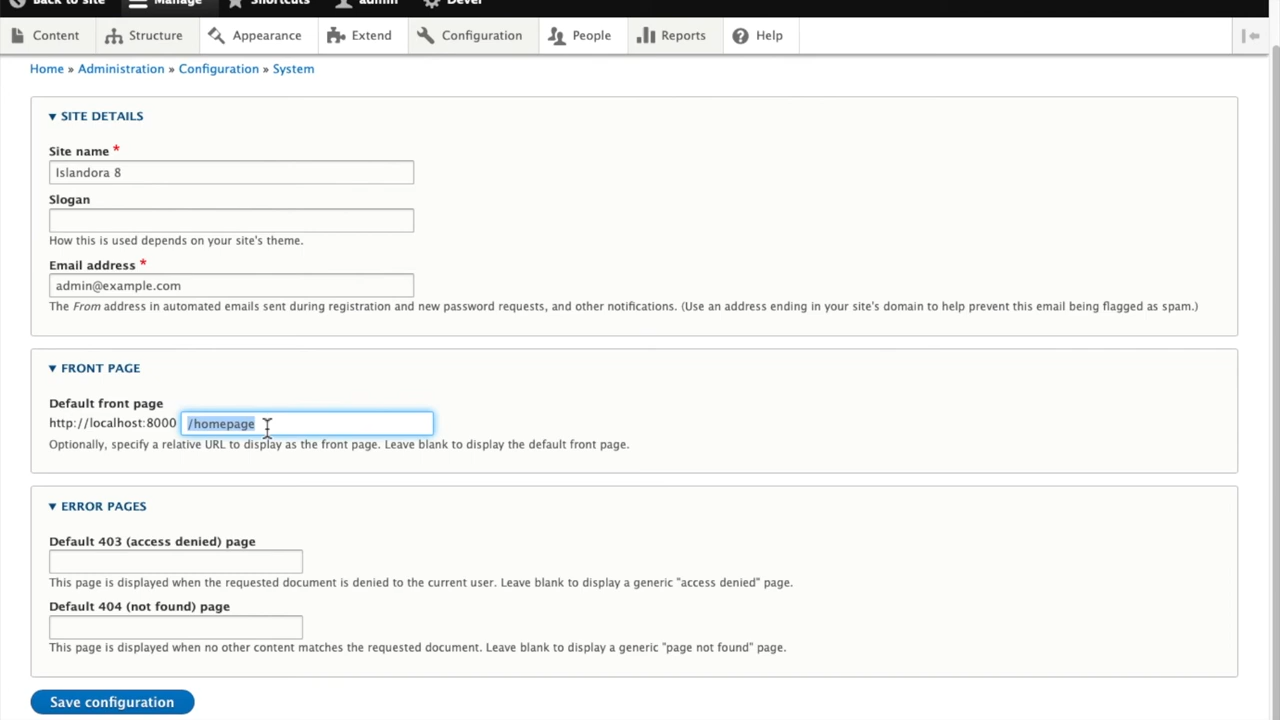 Back to site Manage Shortcuts admin Devel
Content Structure Appearance Extend Configuration People Reports Help
Home » Administration » Configuration » System
▼ SITE DETAILS
Site name *
Islandora 8
Slogan
How this is used depends on your site's theme.
Email address *
admin@example.com
The From address in automated emails sent during registration and new password requests, and other notifications. (Use an address ending in your site's domain to help prevent this email being flagged as spam.)
▼ FRONT PAGE
Default front page
http://localhost:8000 /homepage
Optionally, specify a relative URL to display as the front page. Leave blank to display the default front page.
▼ ERROR PAGES
Default 403 (access denied) page
This page is displayed when the requested document is denied to the current user. Leave blank to display a generic "access denied" page.
Default 404 (not found) page
This page is displayed when no other content matches the requested document. Leave blank to display a generic "page not found" page.
Save configuration